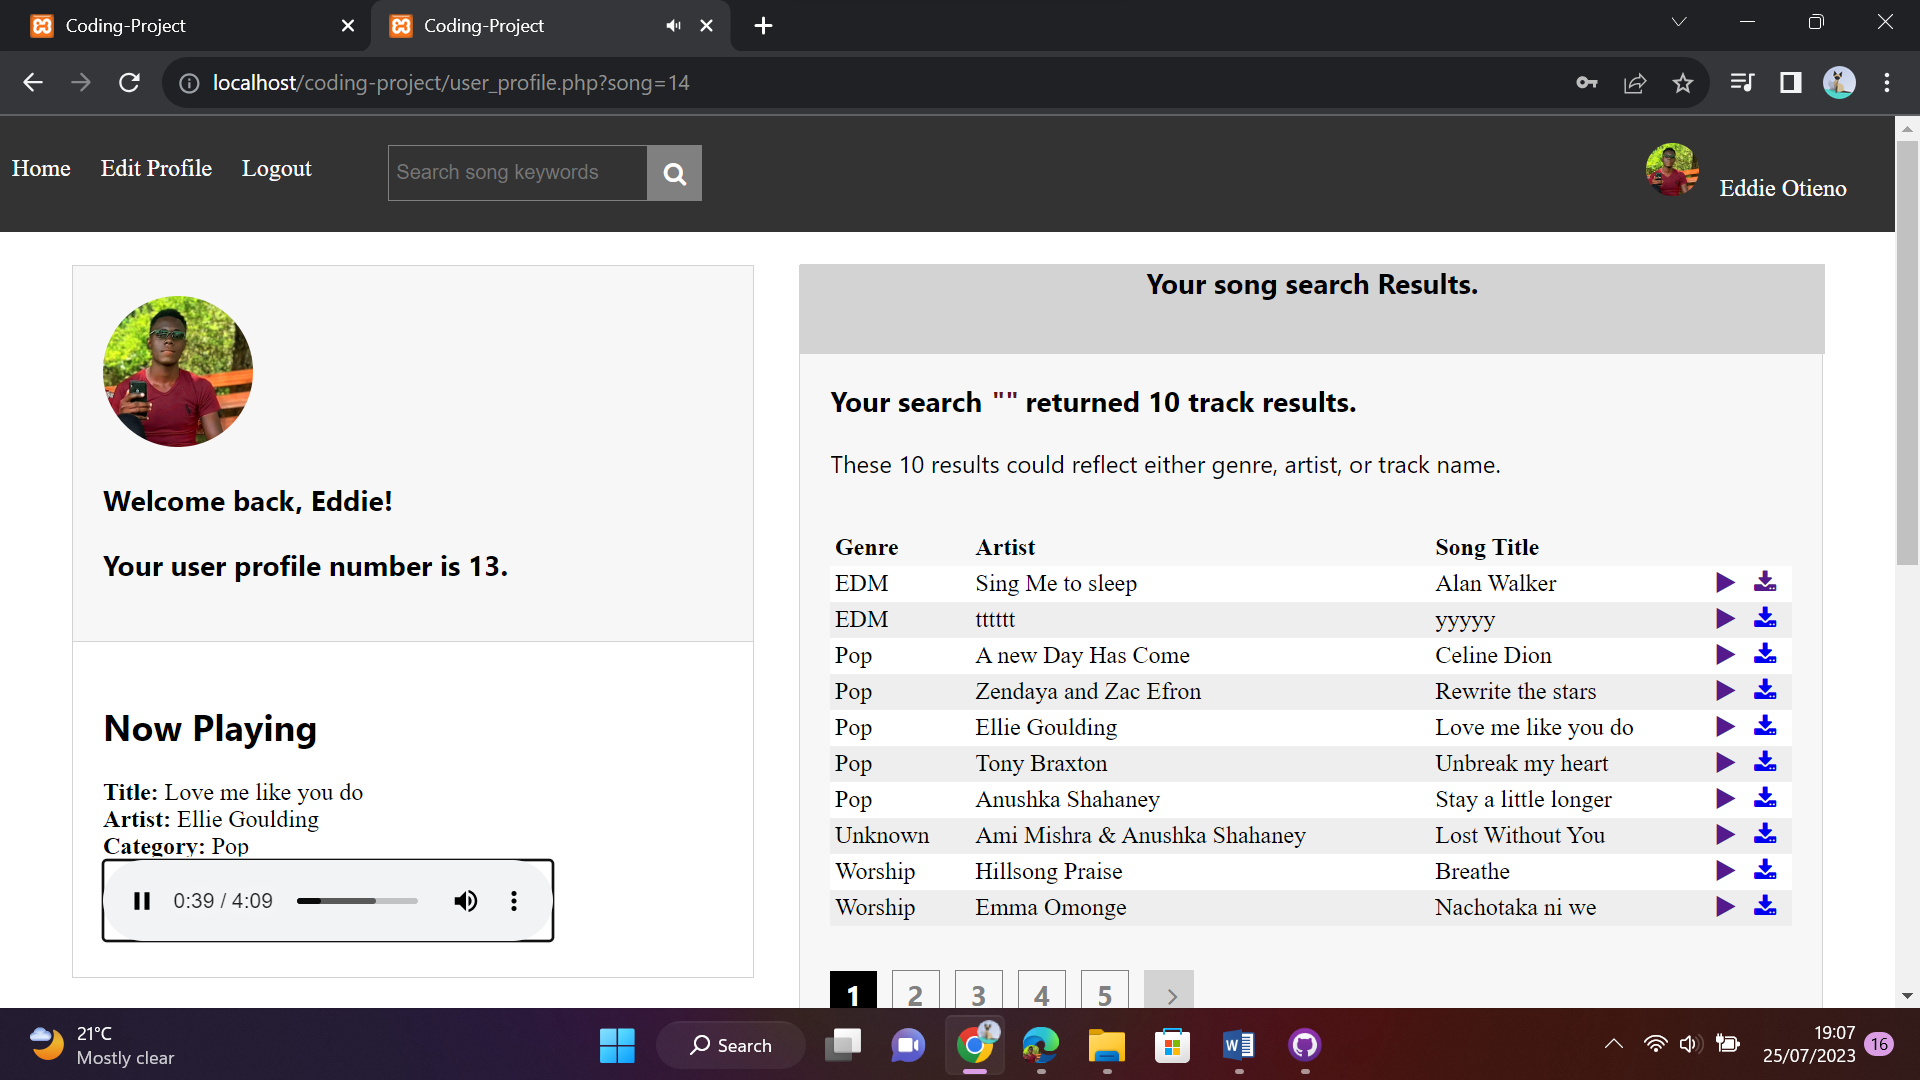 Coding-Project
Coding-Project
localhost/coding-project/user_profile.php?song=14
Home Edit Profile Logout
Search song keywords
Eddie Otieno
Welcome back, Eddie!
Your user profile number is 13.
Now Playing
Title: Love me like you do
Artist: Ellie Goulding
Category: Pop
0:39 / 4:09
Your song search Results.
Your search "" returned 10 track results.
These 10 results could reflect either genre, artist, or track name.
Genre Artist Song Title
EDM Sing Me to sleep Alan Walker
EDM tttttt yyyyy
Pop A new Day Has Come Celine Dion
Pop Zendaya and Zac Efron Rewrite the stars
Pop Ellie Goulding Love me like you do
Pop Tony Braxton Unbreak my heart
Pop Anushka Shahaney Stay a little longer
Unknown Ami Mishra & Anushka Shahaney Lost Without You
Worship Hillsong Praise Breathe
Worship Emma Omonge Nachotaka ni we
1 2 3 4 5 >
21°C
Mostly clear
Search
W
19:07
25/07/2023
16